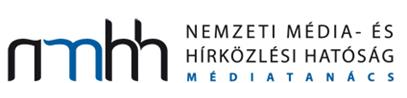 nmhh
NEMZETI MÉDIA- ÉS
HÍRKÖZLÉSI HATÓSÁG
MÉDIATANÁCS